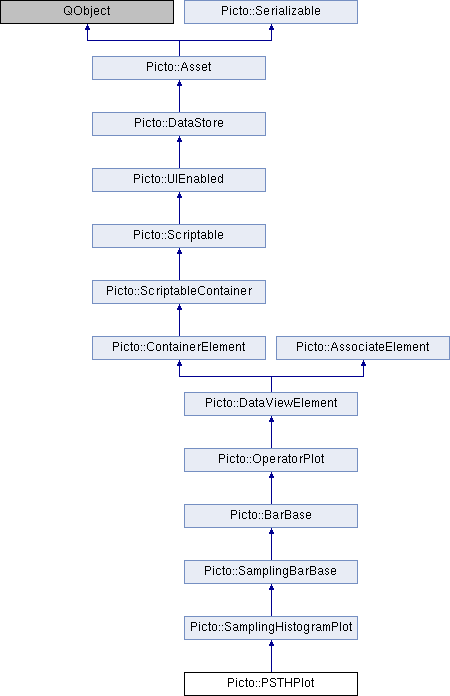 QObject
Picto::Serializable
Picto::Asset
Picto::DataStore
Picto::UIEnabled
Picto::Scriptable
Picto::ScriptableContainer
Picto::ContainerElement
Picto::AssociateElement
Picto::DataViewElement
Picto::OperatorPlot
Picto::BarBase
Picto::SamplingBarBase
Picto::SamplingHistogramPlot
Picto::PSTHPlot